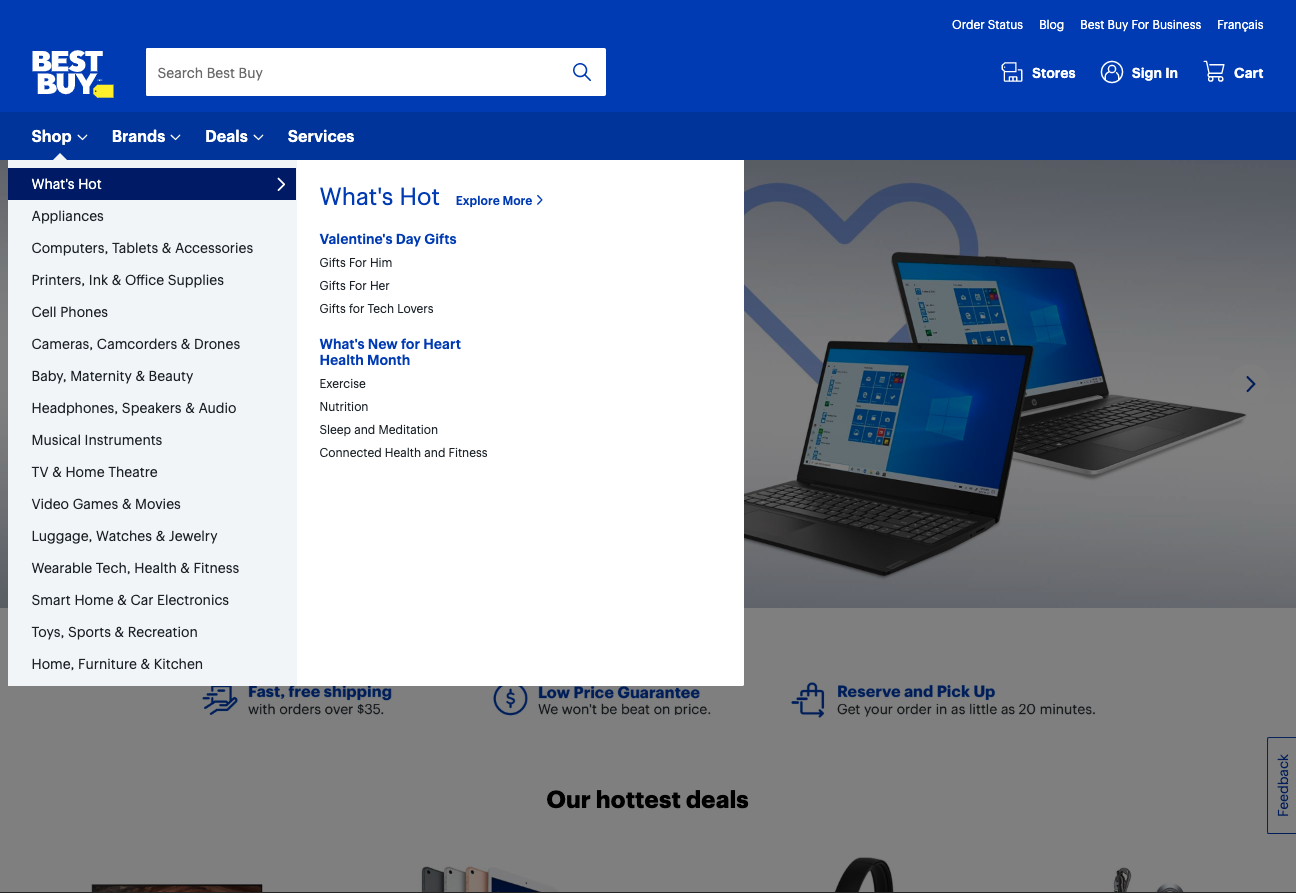 Order Status Blog Best Buy For Business Français
BEST
BUY
Search Best Buy
Stores Sign In Cart
Shop Brands Deals Services
What's Hot
Appliances
Computers, Tablets & Accessories
Printers, Ink & Office Supplies
Cell Phones
Cameras, Camcorders & Drones
Baby, Maternity & Beauty
Headphones, Speakers & Audio
Musical Instruments
TV & Home Theatre
Video Games & Movies
Luggage, Watches & Jewelry
Wearable Tech, Health & Fitness
Smart Home & Car Electronics
Toys, Sports & Recreation
Home, Furniture & Kitchen
What's Hot Explore More
Valentine's Day Gifts
Gifts For Him
Gifts For Her
Gifts for Tech Lovers
What's New for Heart
Health Month
Exercise
Nutrition
Sleep and Meditation
Connected Health and Fitness
Fast, free shipping
with orders over $35.
Low Price Guarantee
We won't be beat on price.
Reserve and Pick Up
Get your order in as little as 20 minutes.
Feedback
Our hottest deals